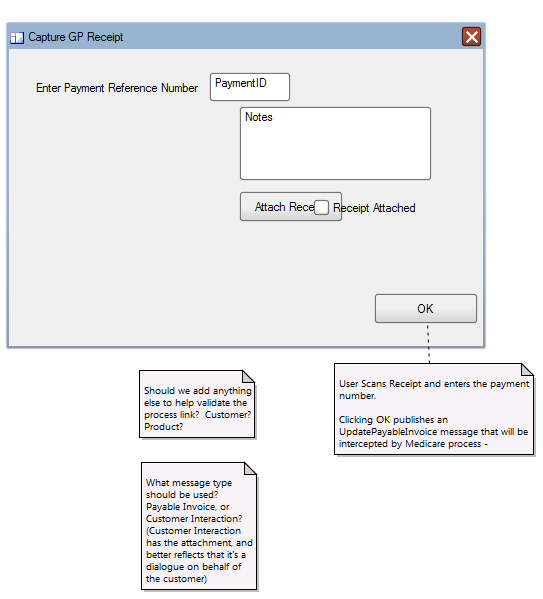 Capture GP Receipt
Enter Payment Reference Number
PaymentID
Notes
Attach Rece
Receipt Attached
OK
Should we add anything
else to help validate the
process link?  Customer?
Product?
User Scans Receipt and enters the payment
number.
Clicking OK publishes an
UpdatePayableInvoice message that will be
intercepted by Medicare process -
What message type
should be used?
Payable Invoice, or
Customer Interaction?
(Customer Interaction
has the attachment, and
better reflects that it's a
dialogue on behalf of
the customer)